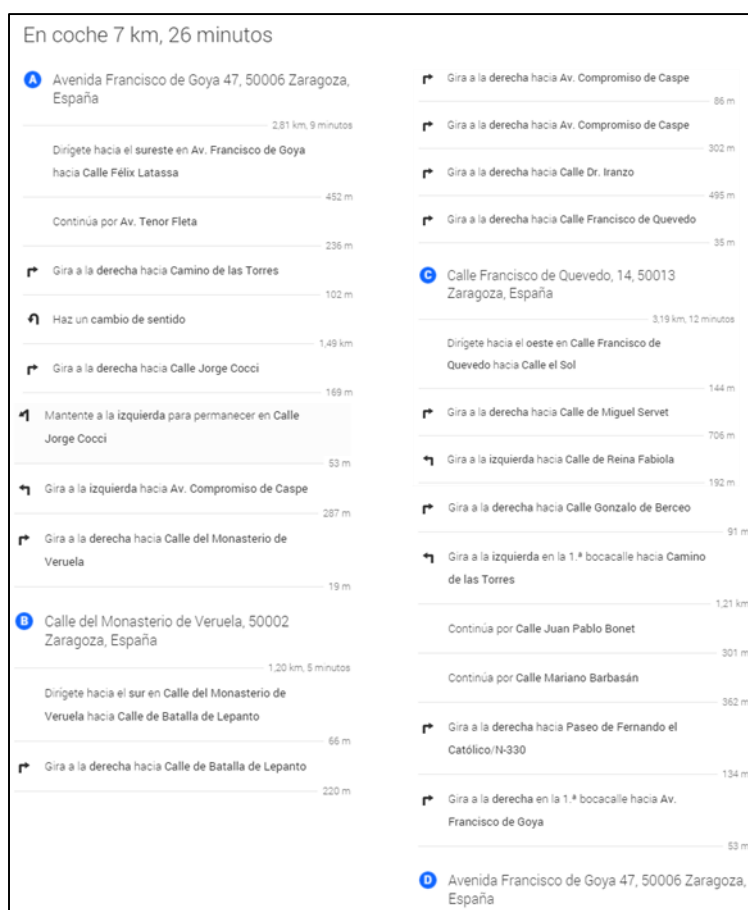 En coche 7 km, 26 minutos
A
Avenida Francisco de Goya 47, 50006 Zaragoza,
España
2,81 km, 9 minutos
Dirígete hacia el sureste en Av. Francisco de Goya
hacia Calle Félix Latassa
452 m
Continúa por Av. Tenor Fleta
236 m
Gira a la derecha hacia Camino de las Torres
102 m
Haz un cambio de sentido
1,49 km
Gira a la derecha hacia Calle Jorge Cocci
169 m
Mantente a la izquierda para permanecer en Calle
Jorge Cocci
53 m
Gira a la izquierda hacia Av. Compromiso de Caspe
287 m
Gira a la derecha hacia Calle del Monasterio de
Veruela
19 m
B
Calle del Monasterio de Veruela, 50002
Zaragoza, España
1,20 km, 5 minutos
Dirígete hacia el sur en Calle del Monasterio de
Veruela hacia Calle de Batalla de Lepanto
66 m
Gira a la derecha hacia Calle de Batalla de Lepanto
220 m
Gira a la derecha hacia Av. Compromiso de Caspe
86 m
Gira a la derecha hacia Av. Compromiso de Caspe
302 m
Gira a la derecha hacia Calle Dr. Iranzo
495 m
Gira a la derecha hacia Calle Francisco de Quevedo
35 m
C
Calle Francisco de Quevedo, 14, 50013
Zaragoza, España
3,19 km, 12 minutos
Dirígete hacia el oeste en Calle Francisco de
Quevedo hacia Calle el Sol
144 m
Gira a la derecha hacia Calle de Miguel Servet
706 m
Gira a la izquierda hacia Calle de Reina Fabiola
192 m
Gira a la derecha hacia Calle Gonzalo de Berceo
91 m
Gira a la izquierda en la 1.ª bocacalle hacia Camino
de las Torres
1,21 km
Continúa por Calle Juan Pablo Bonet
301 m
Continúa por Calle Mariano Barbasán
362 m
Gira a la derecha hacia Paseo de Fernando el
Católico/N-330
134 m
Gira a la derecha en la 1.ª bocacalle hacia Av.
Francisco de Goya
53 m
D
Avenida Francisco de Goya 47, 50006 Zaragoza,
España